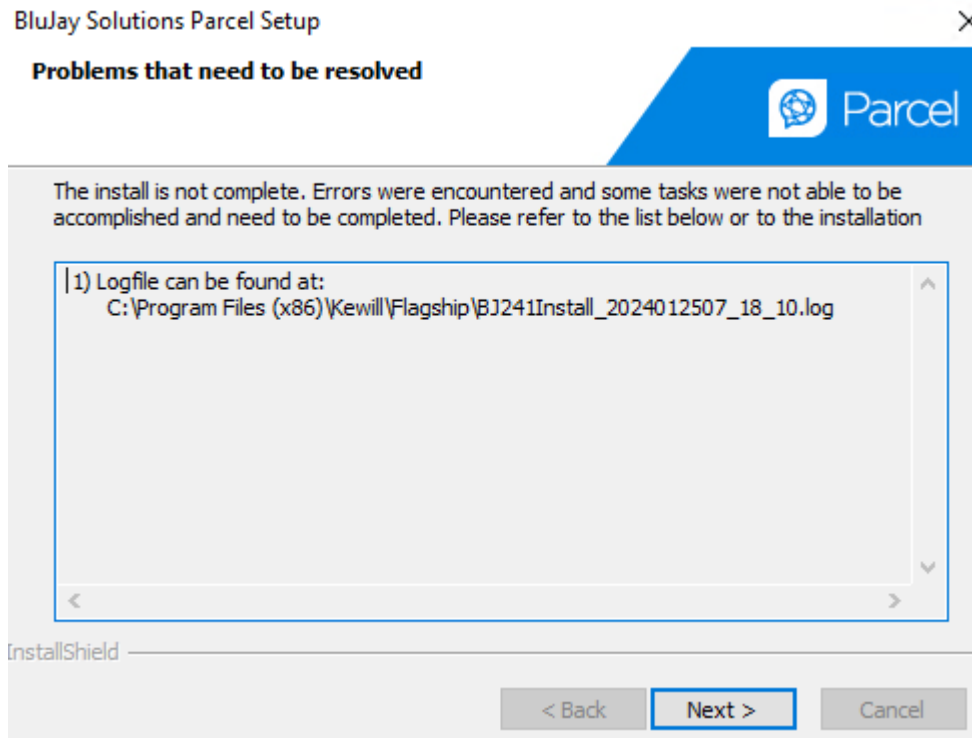 BluJay Solutions Parcel Setup
Problems that need to be resolved
Parcel
The install is not complete. Errors were encountered and some tasks were not able to be
accomplished and need to be completed. Please refer to the list below or to the installation
1) Logfile can be found at:
C:\Program Files (x86)\Kewill\Flagship\BJ241Install_2024012507_18_10.log
InstallShield
< Back
Next >
Cancel